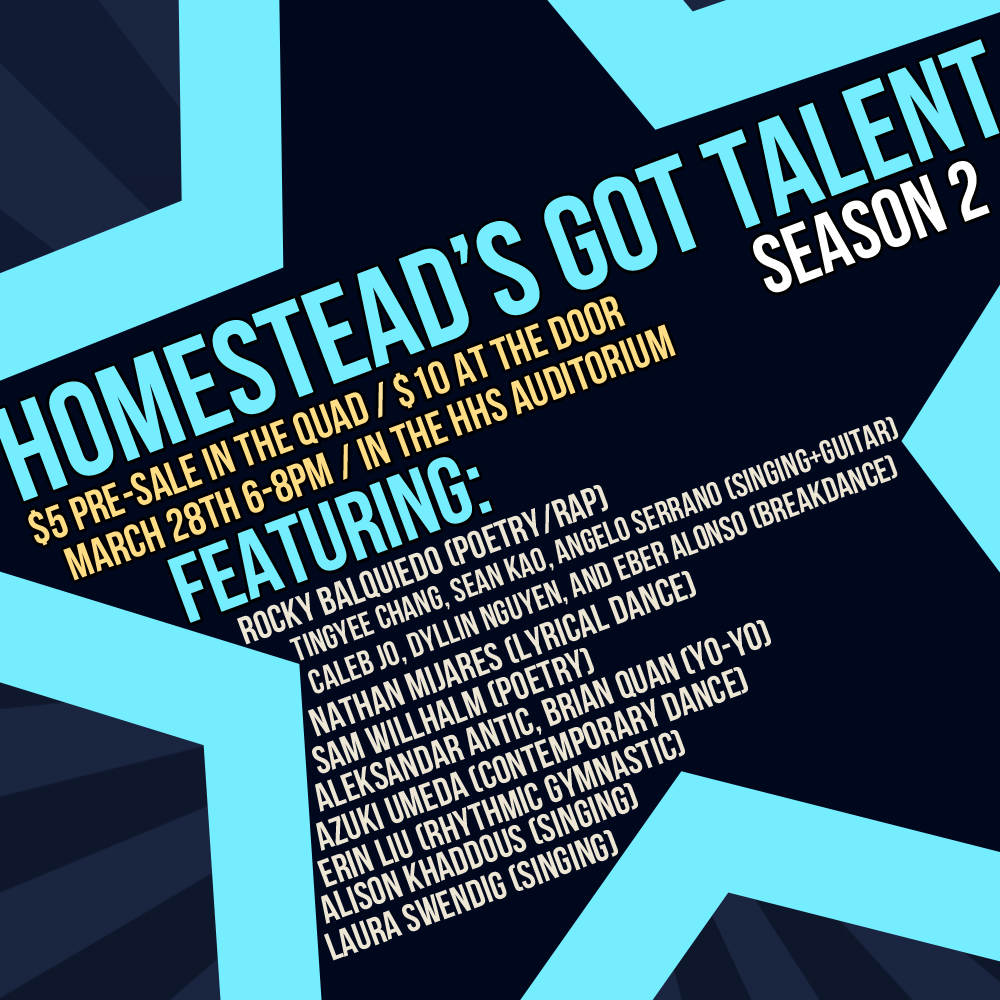 HOMESTEAD'S GOT TALENT
SEASON 2
$5 PRE-SALE IN THE QUAD / $10 AT THE DOOR
MARCH 28TH 6-8PM / IN THE HHS AUDITORIUM
FEATURING:
ROCKY BALQUIEDO (POETRY/RAP)
TINGYEE CHANG, SEAN KAO, ANGELO SERRANO (SINGING+GUITAR)
CALEB JO, DYLLIN NGUYEN, AND EBER ALONSO (BREAKDANCE)
NATHAN MIJARES (LYRICAL DANCE)
SAM WILLHALM (POETRY)
ALEKSANDAR ANTIC, BRIAN QUAN (YO-YO)
AZUKI UMEDA (CONTEMPORARY DANCE)
ERIN LIU (RHYTHMIC GYMNASTIC)
ALISON KHADDOUS (SINGING)
LAURA SWENDIG (SINGING)